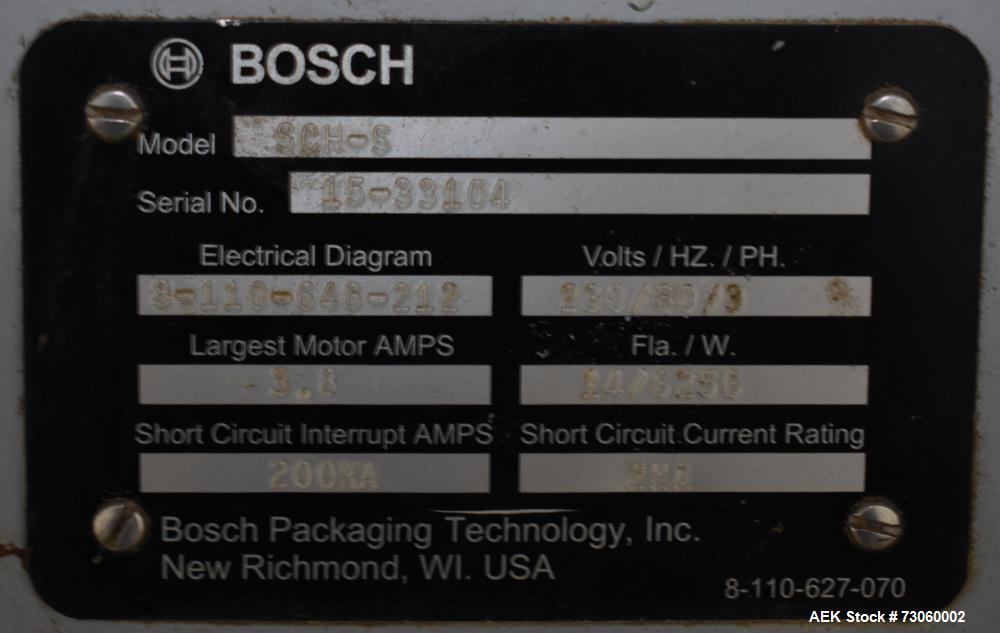 BOSCH
Model SCH-S
Serial No. 15-33104
Electrical Diagram Volts / HZ. / PH.
8-110-648-212 230/60/3
Largest Motor AMPS Fla. / W.
3.8
Short Circuit Interrupt AMPS Short Circuit Current Rating
200KA
Bosch Packaging Technology, Inc.
New Richmond, WI. USA
8-110-627-070
AEK Stock # 73060002